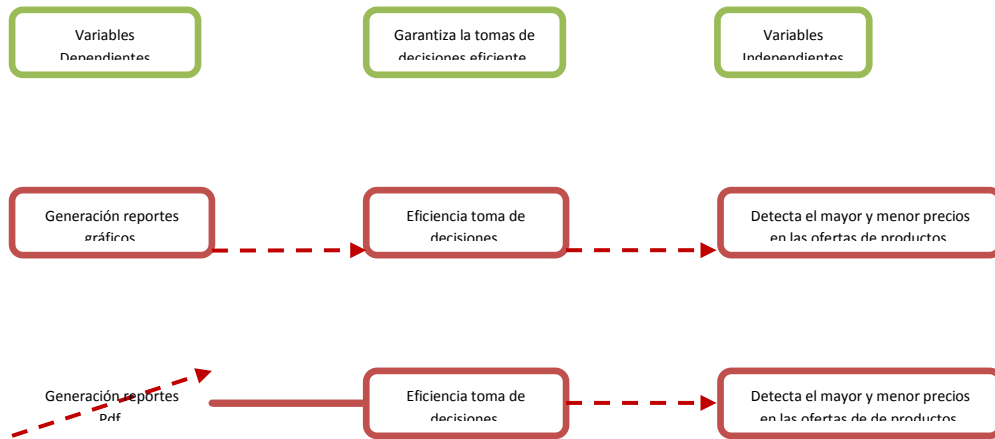 Variables
Dependientes
Garantiza la tomas de
decisiones eficiente
Variables
Independientes
Generación reportes
gráficos
Eficiencia toma de
decisiones
Detecta el mayor y menor precios
en las ofertas de productos
Generación reportes
Pdf
Eficiencia toma de
decisiones
Detecta el mayor y menor precios
en las ofertas de de productos